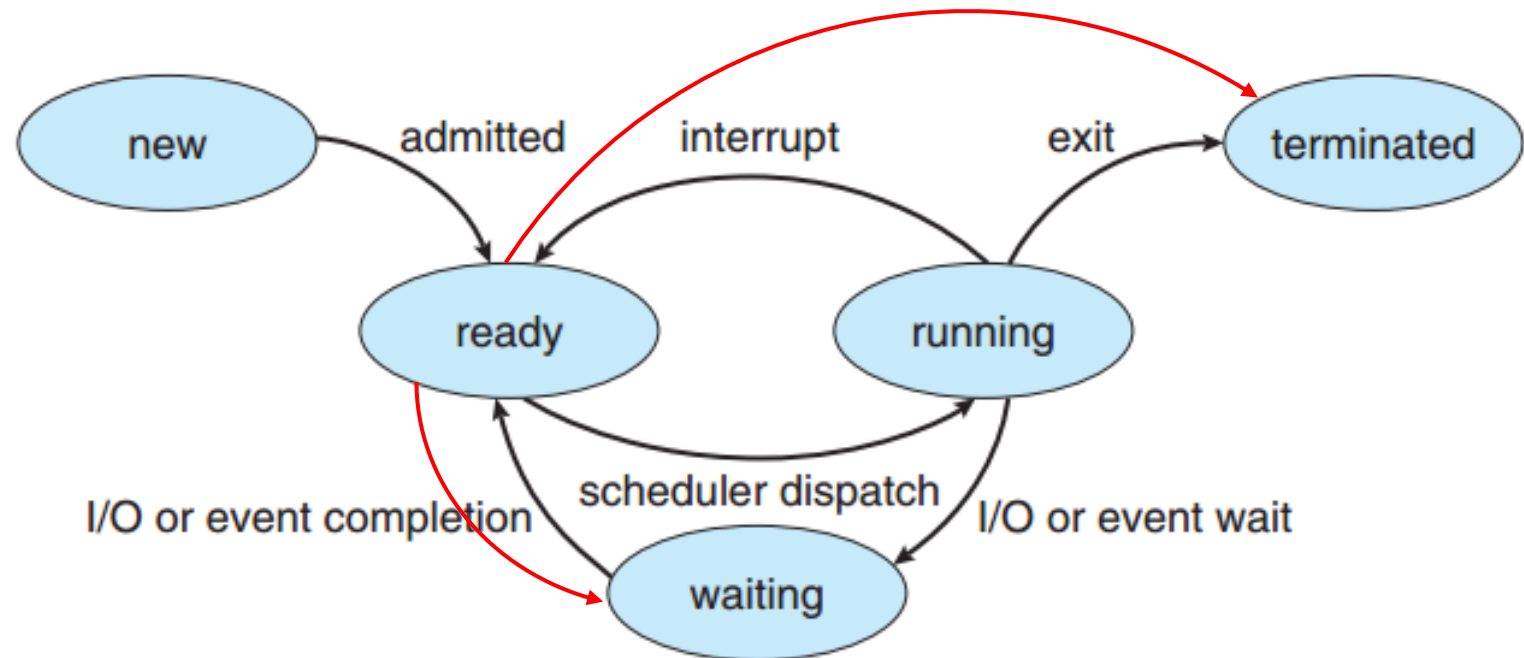 admitted
interrupt
exit
new
terminated
ready
running
scheduler dispatch
I/O or event completion
I/O or event wait
waiting